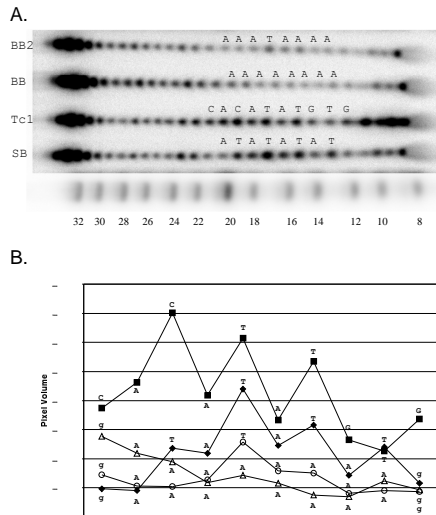 A.
BB2 A A A T A A A A
BB A A A A A A A A
Tc1 C A C A T A T G T G
SB A T A T A T A T
32 30 28 26 24 22 20 18 16 14 12 10 8
B.
Pixel Volume
C A C A T A T G T G
g A A A A A A A A g
g A T A T A T A T g
g A A A T A A A A g